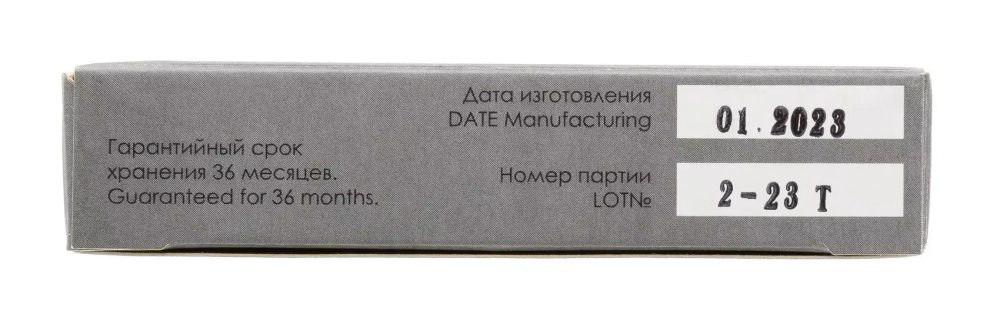 Гарантийный срок
хранения 36 месяцев.
Guaranteed for 36 months.
Дата изготовления
DATE Manufacturing
01.2023
Номер партии
LOT№
2-23 T